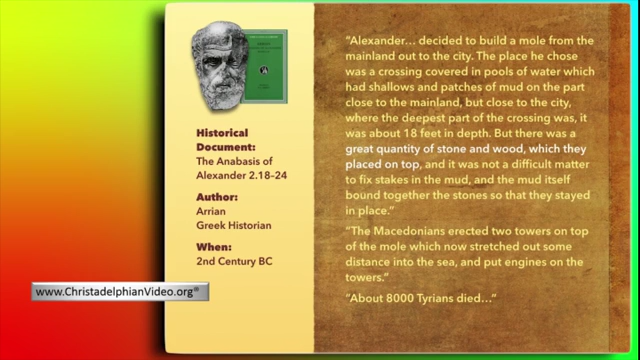 Historical
Document:
The Anabasis of
Alexander 2.18–24
Author:
Arrian
Greek Historian
When:
2nd Century BC
www.ChristadelphianVideo.org®
“Alexander… decided to build a mole from the
mainland out to the city. The place he chose
was a crossing covered in pools of water which
had shallows and patches of mud on the part
close to the mainland, but close to the city,
where the deepest part of the crossing was, it
was about 18 feet in depth. But there was a
great quantity of stone and wood, which they
placed on top, and it was not a difficult matter
to fix stakes in the mud, and the mud itself
bound together the stones so that they stayed
in place.”
“The Macedonians erected two towers on top
of the mole which now stretched out some
distance into the sea, and put engines on the
towers.”
“About 8000 Tyrians died…”